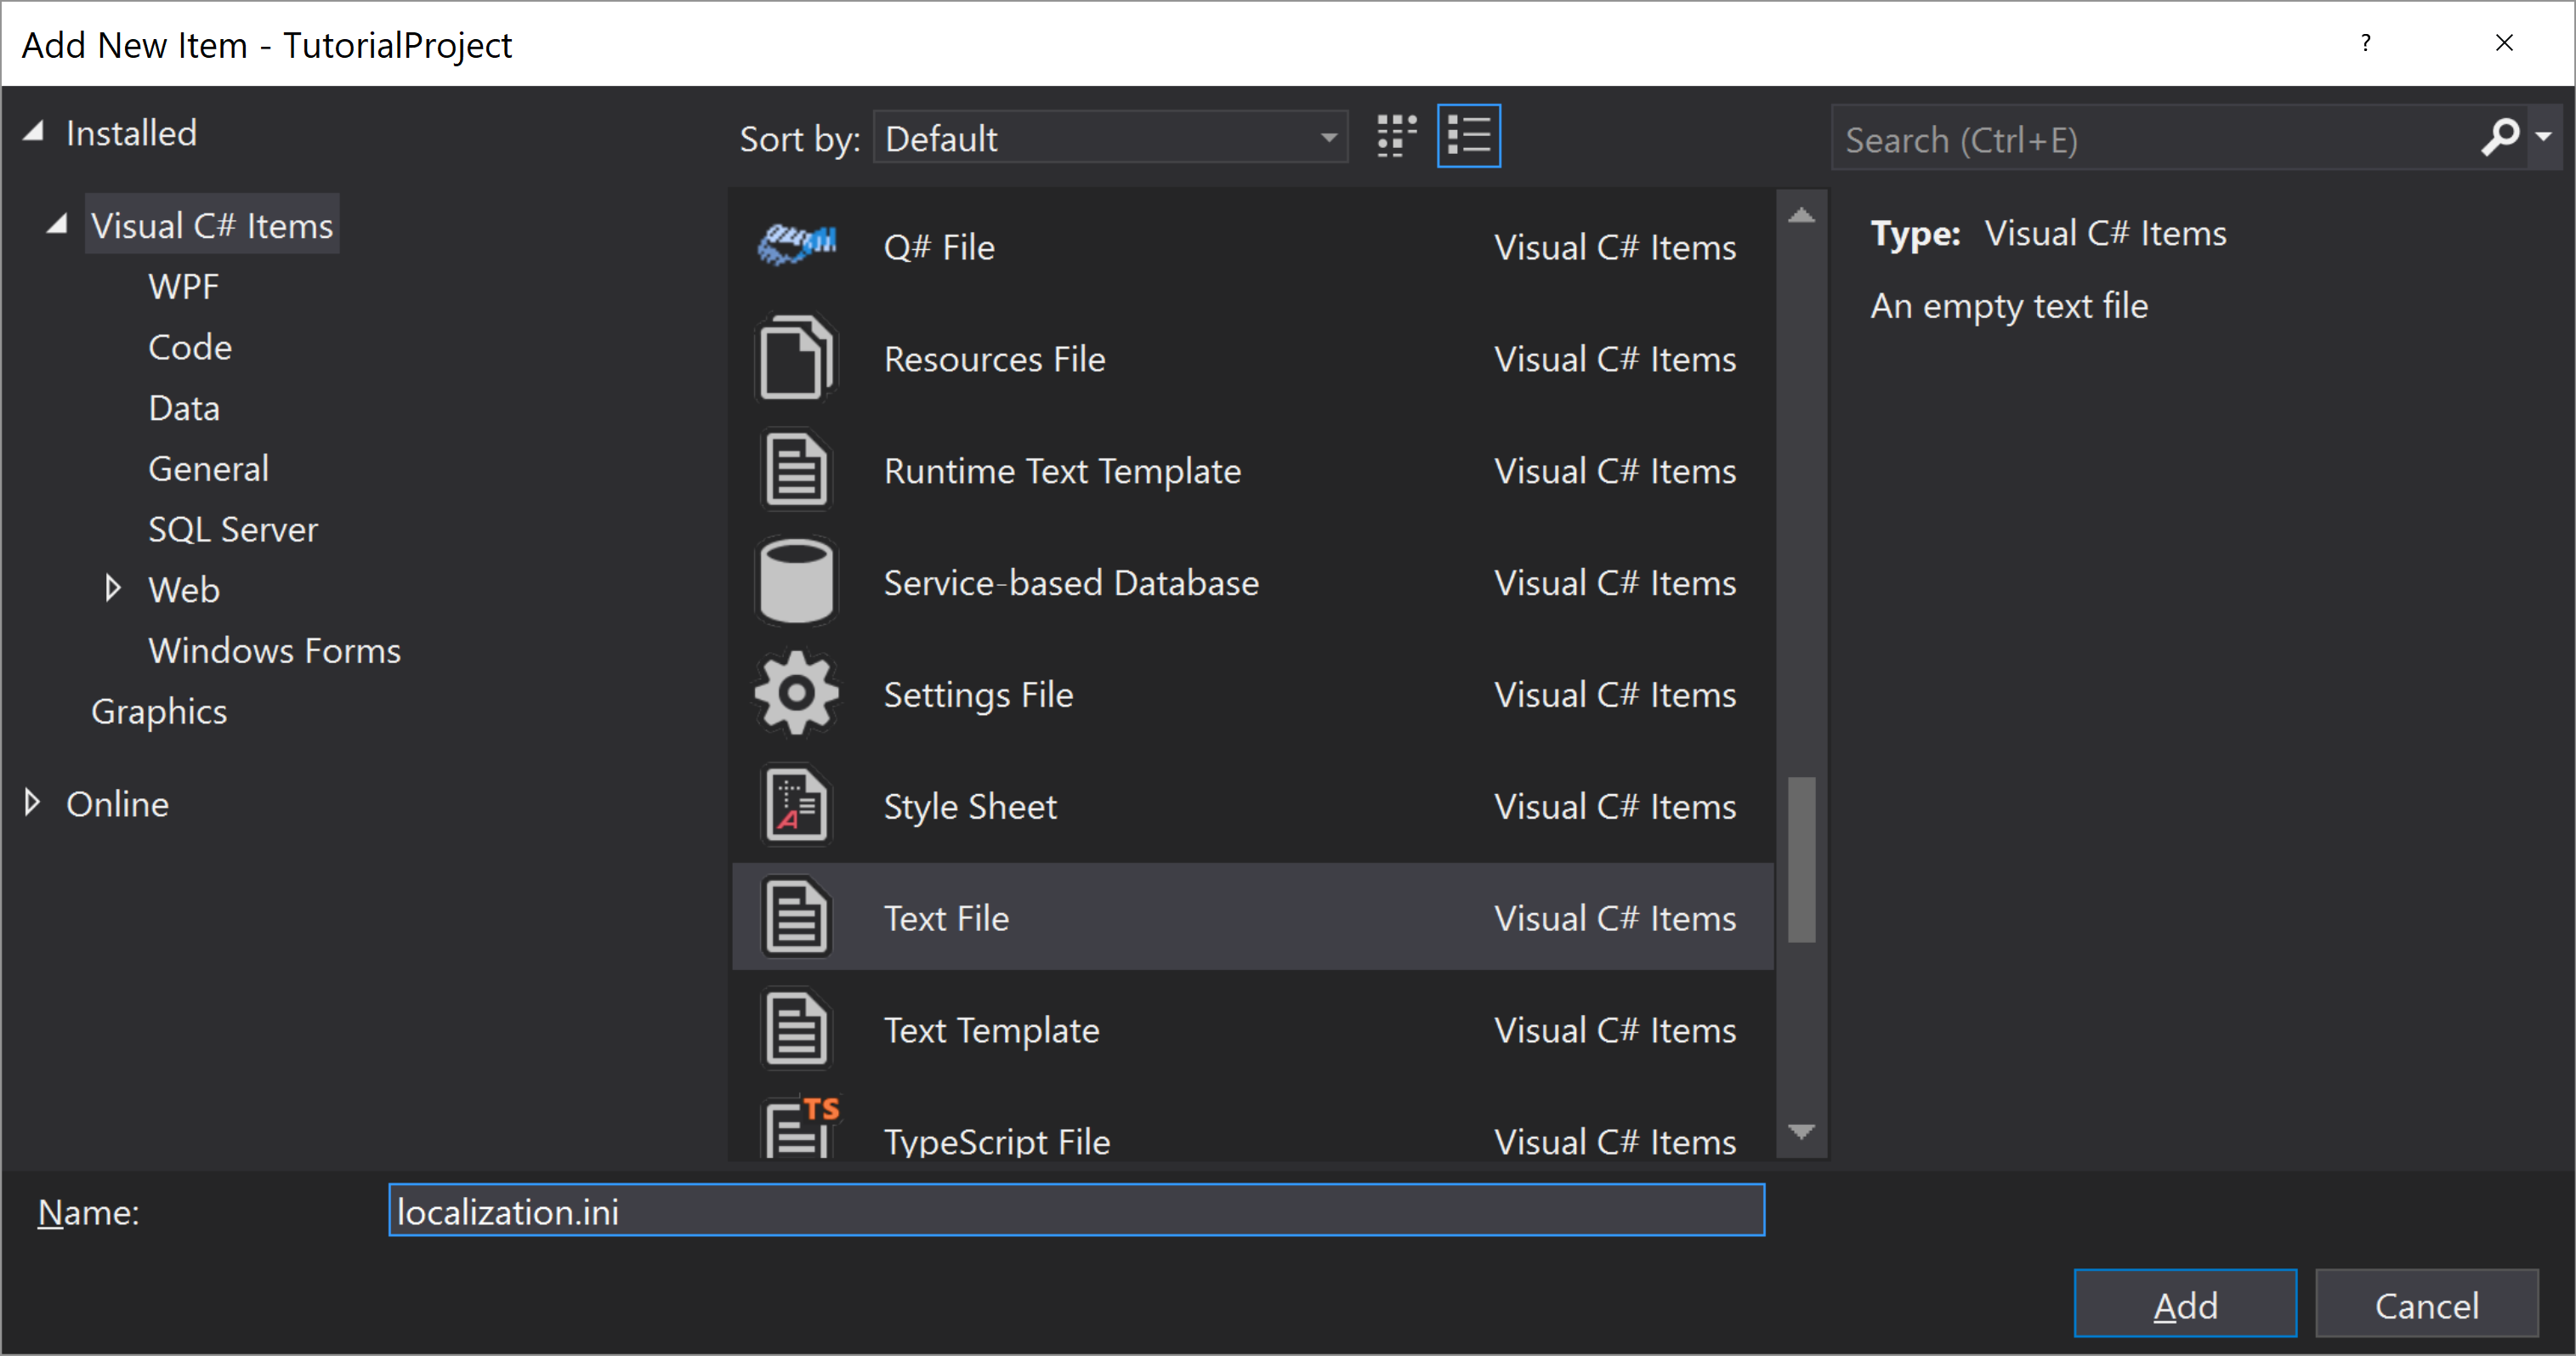 Add New Item - TutorialProject
?
Installed
Visual C# Items
WPF
Code
Data
General
SQL Server
Web
Windows Forms
Graphics
Online
Sort by: Default
Q# File Visual C# Items
Resources File Visual C# Items
Runtime Text Template Visual C# Items
Service-based Database Visual C# Items
Settings File Visual C# Items
Style Sheet Visual C# Items
Text File Visual C# Items
Text Template Visual C# Items
TS
TypeScript File Visual C# Items
Search (Ctrl+E)
Type: Visual C# Items
An empty text file
Name: localization.ini
Add Cancel